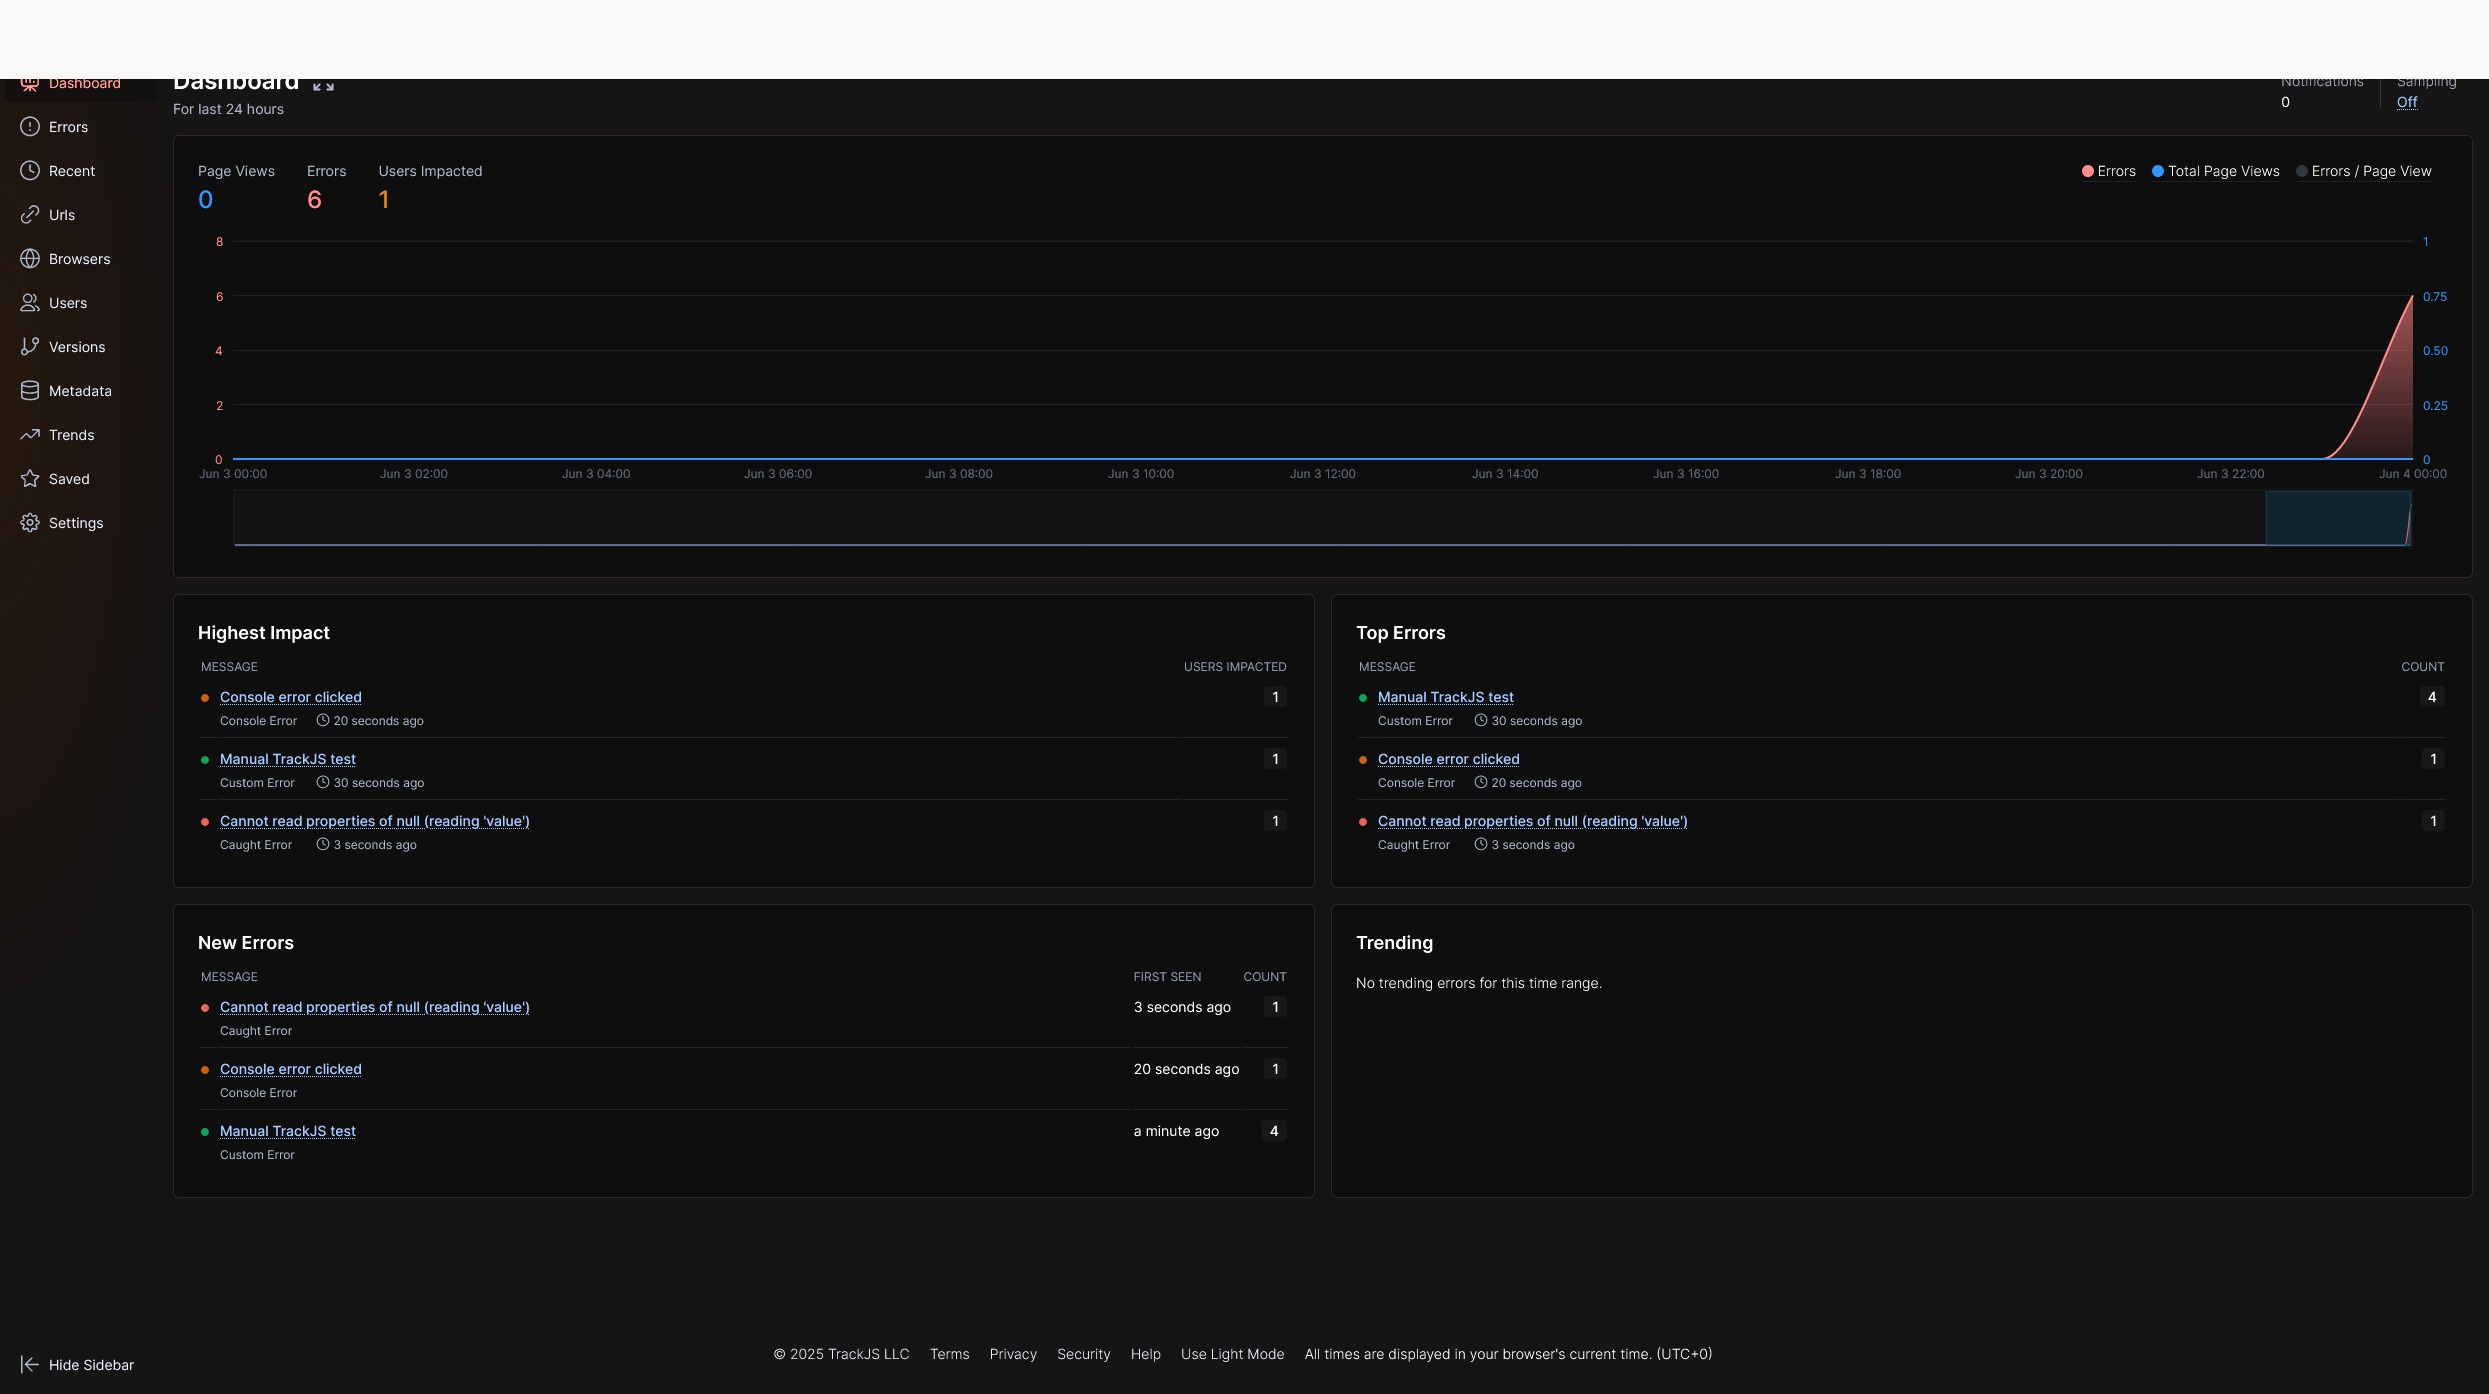 Dashboard
Dashboard
Notifications
Sampling
0
Off
For last 24 hours
Errors
Recent
Urls
Browsers
Users
Versions
Metadata
Trends
Saved
Settings
Page Views
Errors
Users Impacted
0
6
1
Errors
Total Page Views
Errors / Page View
8
6
4
2
0
1
0.75
0.50
0.25
0
Jun 3 00:00
Jun 3 02:00
Jun 3 04:00
Jun 3 06:00
Jun 3 08:00
Jun 3 10:00
Jun 3 12:00
Jun 3 14:00
Jun 3 16:00
Jun 3 18:00
Jun 3 20:00
Jun 3 22:00
Jun 4 00:00
Highest Impact
MESSAGE
USERS IMPACTED
Console error clicked
1
Console Error
20 seconds ago
Manual TrackJS test
1
Custom Error
30 seconds ago
Cannot read properties of null (reading 'value')
1
Caught Error
3 seconds ago
Top Errors
MESSAGE
COUNT
Manual TrackJS test
4
Custom Error
30 seconds ago
Console error clicked
1
Console Error
20 seconds ago
Cannot read properties of null (reading 'value')
1
Caught Error
3 seconds ago
New Errors
MESSAGE
FIRST SEEN
COUNT
Cannot read properties of null (reading 'value')
3 seconds ago
1
Caught Error
Console error clicked
20 seconds ago
1
Console Error
Manual TrackJS test
a minute ago
4
Custom Error
Trending
No trending errors for this time range.
Hide Sidebar
© 2025 TrackJS LLC
Terms
Privacy
Security
Help
Use Light Mode
All times are displayed in your browser's current time. (UTC+0)